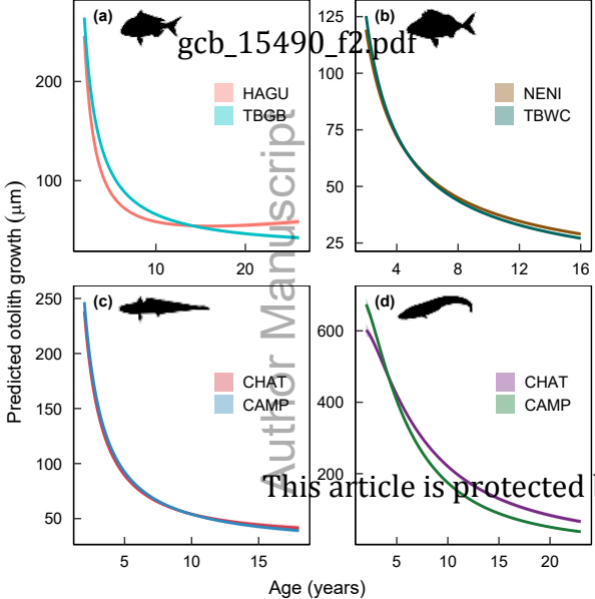 (a)
(b)
gcb_15490_f2.pdf
HAGU
TBGB
NENI
TBWC
200
100
10
20
125
100
75
50
25
4
8
12
16
Predicted otolith growth (μm)
Author Manuscript
(c)
(d)
CHAT
CAMP
CHAT
CAMP
250
200
150
100
50
5
10
15
600
400
200
This article is protected
5
10
15
20
Age (years)